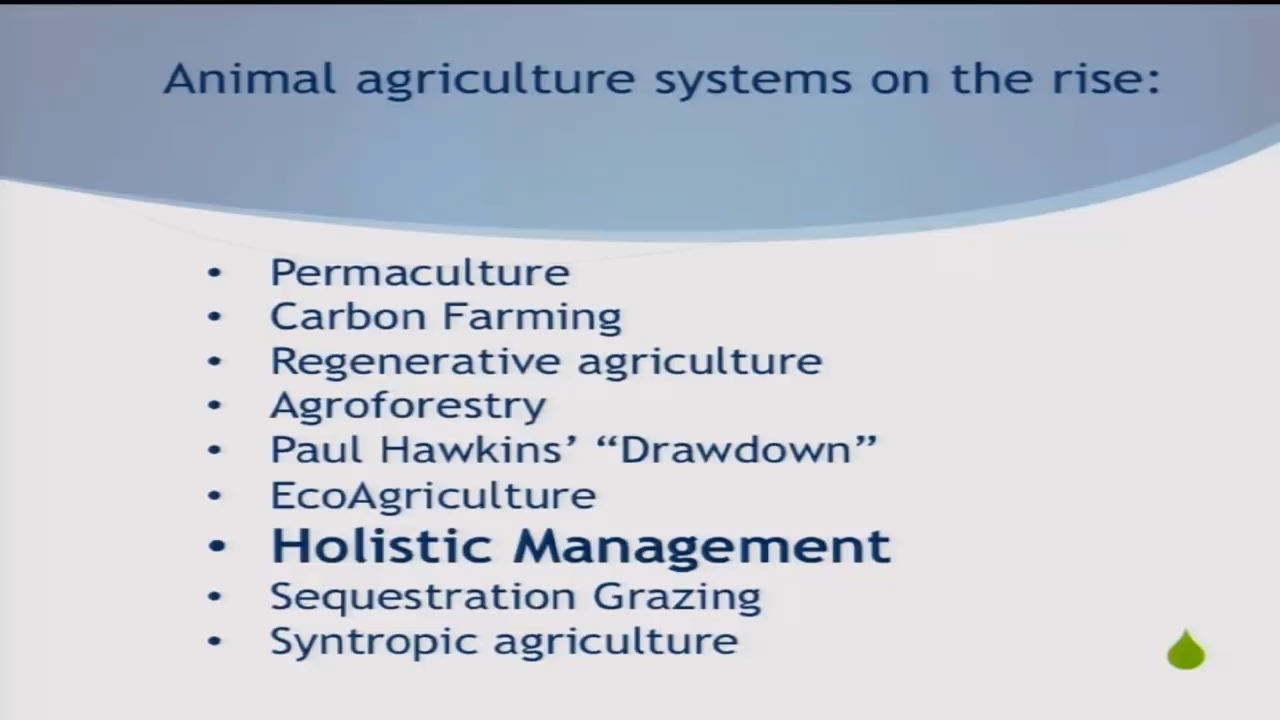 Animal agriculture systems on the rise:
• Permaculture
• Carbon Farming
• Regenerative agriculture
• Agroforestry
• Paul Hawkins’ “Drawdown”
• EcoAgriculture
• Holistic Management
• Sequestration Grazing
• Syntropic agriculture